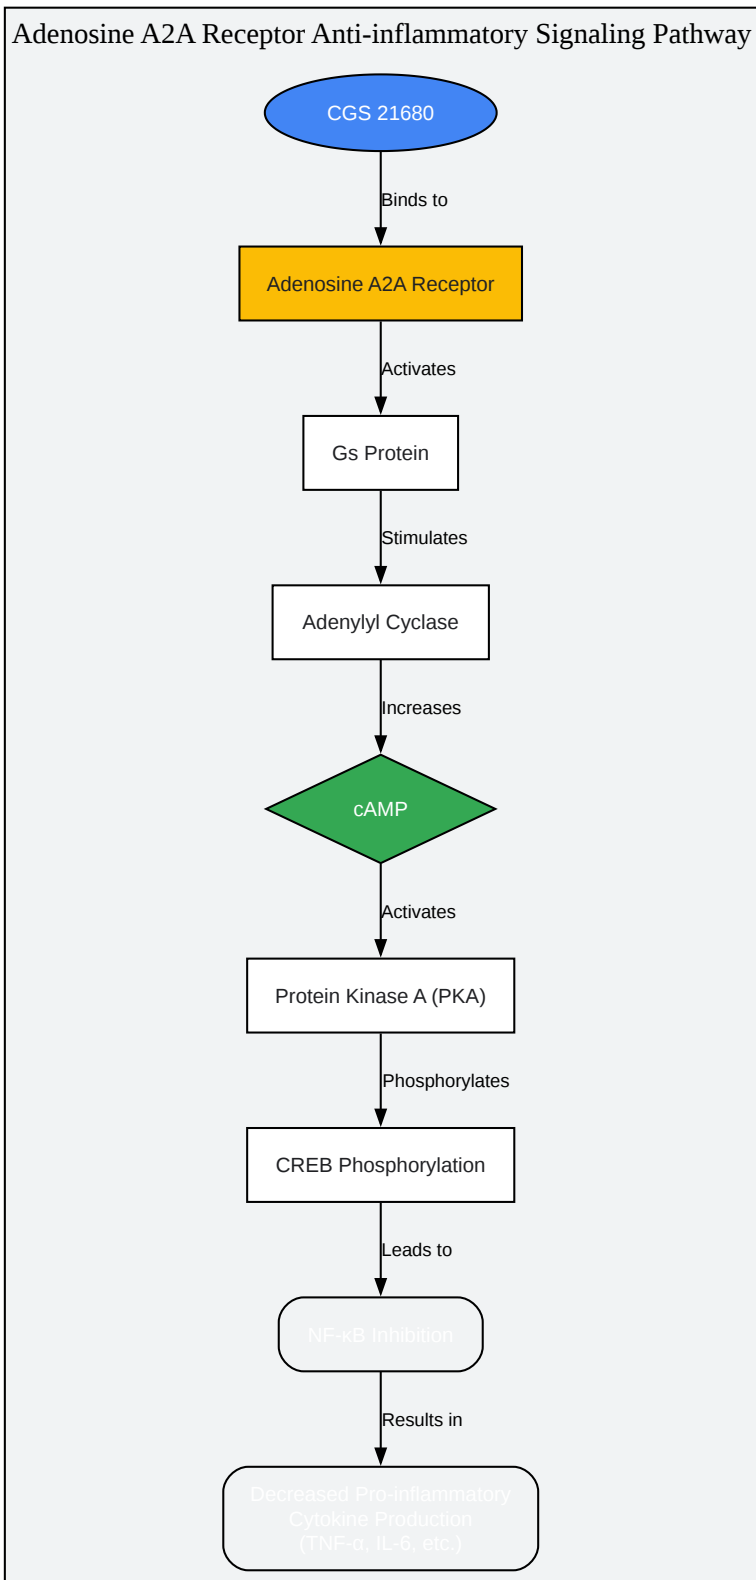 Adenosine A2A Receptor Anti-inflammatory Signaling Pathway
CGS 21680
Binds to
Adenosine A2A Receptor
Activates
Gs Protein
Stimulates
Adenylyl Cyclase
Increases
cAMP
Activates
Protein Kinase A (PKA)
Phosphorylates
CREB Phosphorylation
Leads to
NF-κB Inhibition
Results in
Decreased Pro-inflammatory
Cytokine Production
(TNF-α, IL-6, etc.)